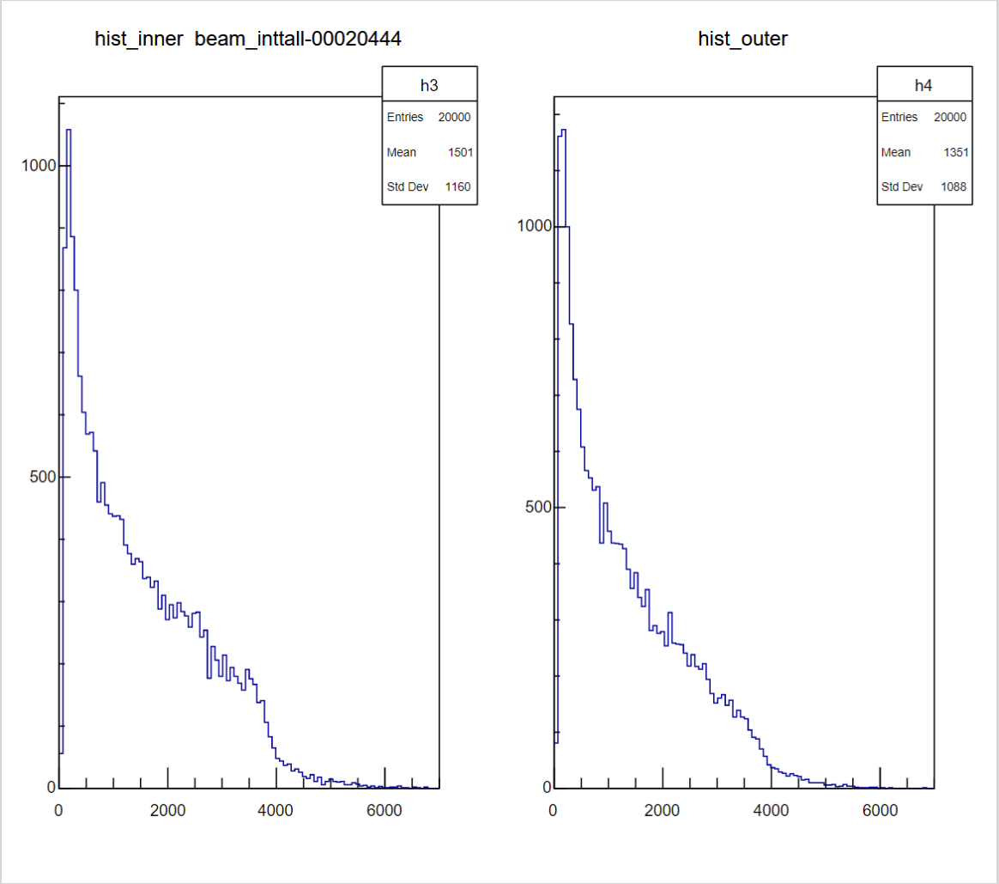 hist_inner  beam_inttall-00020444
h3
Entries 20000
Mean 1501
Std Dev 1160
1000
500
0
0 2000 4000 6000
hist_outer
h4
Entries 20000
Mean 1351
Std Dev 1088
1000
500
0
0 2000 4000 6000